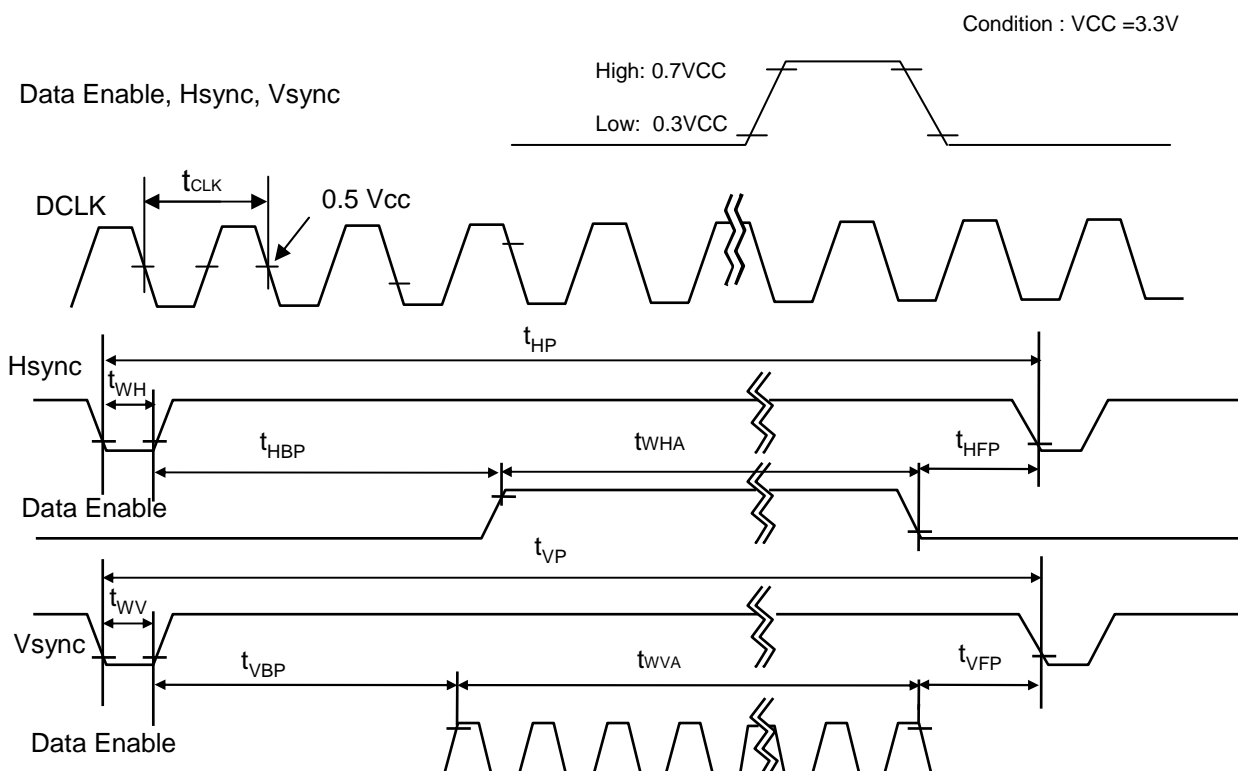 Condition : VCC =3.3V
High: 0.7VCC
Data Enable, Hsync, Vsync
Low: 0.3VCC
tCLK
0.5 Vcc
DCLK
tHP
Hsync
tWH
tHBP
tWHA
tHFP
Data Enable
tVP
tWV
Vsync
tVBP
tWVA
tVFP
Data Enable